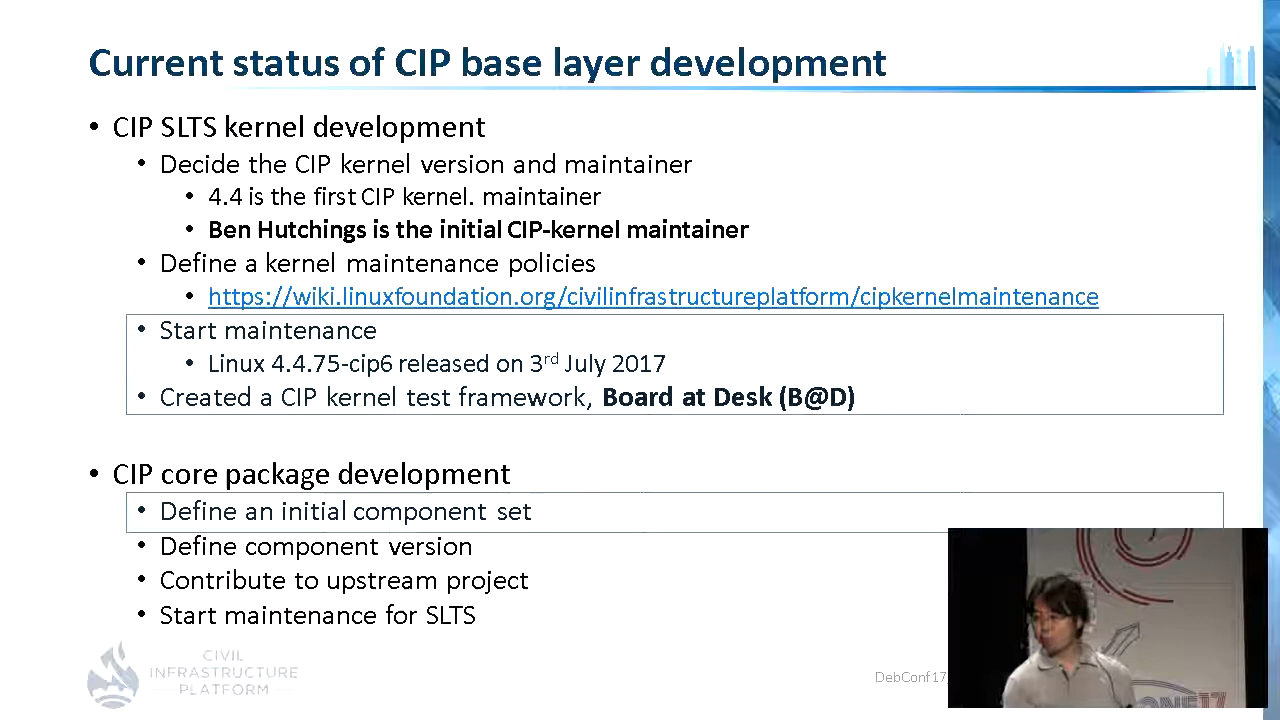 Current status of CIP base layer development
• CIP SLTS kernel development
• Decide the CIP kernel version and maintainer
• 4.4 is the first CIP kernel. maintainer
• Ben Hutchings is the initial CIP-kernel maintainer
• Define a kernel maintenance policies
• https://wiki.linuxfoundation.org/civilinfrastructureplatform/cipkernelmaintenance
• Start maintenance
• Linux 4.4.75-cip6 released on 3rd July 2017
• Created a CIP kernel test framework, Board at Desk (B@D)
• CIP core package development
• Define an initial component set
• Define component version
• Contribute to upstream project
• Start maintenance for SLTS
CIVIL
INFRASTRUCTURE
PLATFORM
DebConf17